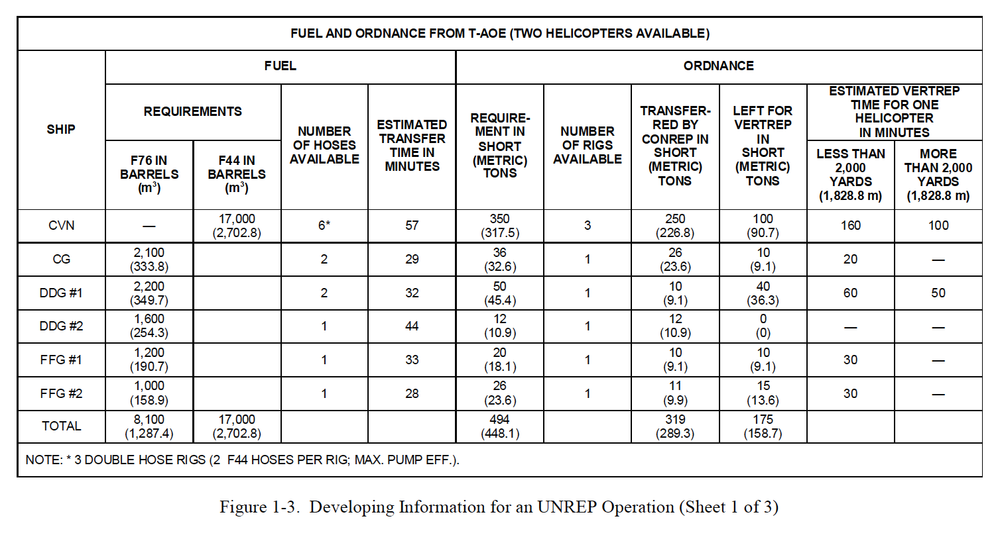 FUEL AND ORDNANCE FROM T-AOE (TWO HELICOPTERS AVAILABLE)
SHIP
FUEL
ORDNANCE
REQUIREMENTS
F76 IN
BARRELS
(m³)
F44 IN
BARRELS
(m³)
NUMBER
OF HOSES
AVAILABLE
ESTIMATED
TRANSFER
TIME IN
MINUTES
REQUIRE-
MENT IN
SHORT
(METRIC)
TONS
NUMBER
OF RIGS
AVAILABLE
TRANSFER-
RED BY
CONREP IN
SHORT
(METRIC)
TONS
LEFT FOR
VERTREP
IN
SHORT
(METRIC)
TONS
ESTIMATED VERTREP
TIME FOR ONE
HELICOPTER
IN MINUTES
LESS THAN
2,000
YARDS
(1,828.8 m)
MORE
THAN 2,000
YARDS
(1,828.8 m)
CVN — 17,000 (2,702.8) 6* 57 350 (317.5) 3 250 (226.8) 100 (90.7) 160 100
CG 2,100 (333.8) 2 29 36 (32.6) 1 26 (23.6) 10 (9.1) 20 —
DDG #1 2,200 (349.7) 2 32 50 (45.4) 1 10 (9.1) 40 (36.3) 60 50
DDG #2 1,600 (254.3) 1 44 12 (10.9) 1 12 (10.9) 0 (0) — —
FFG #1 1,200 (190.7) 1 33 20 (18.1) 1 10 (9.1) 10 (9.1) 30 —
FFG #2 1,000 (158.9) 1 28 26 (23.6) 1 11 (9.9) 15 (13.6) 30 —
TOTAL 8,100 (1,287.4) 17,000 (2,702.8) 494 (448.1) 319 (289.3) 175 (158.7)
NOTE: * 3 DOUBLE HOSE RIGS (2 F44 HOSES PER RIG; MAX. PUMP EFF.).
Figure 1-3. Developing Information for an UNREP Operation (Sheet 1 of 3)